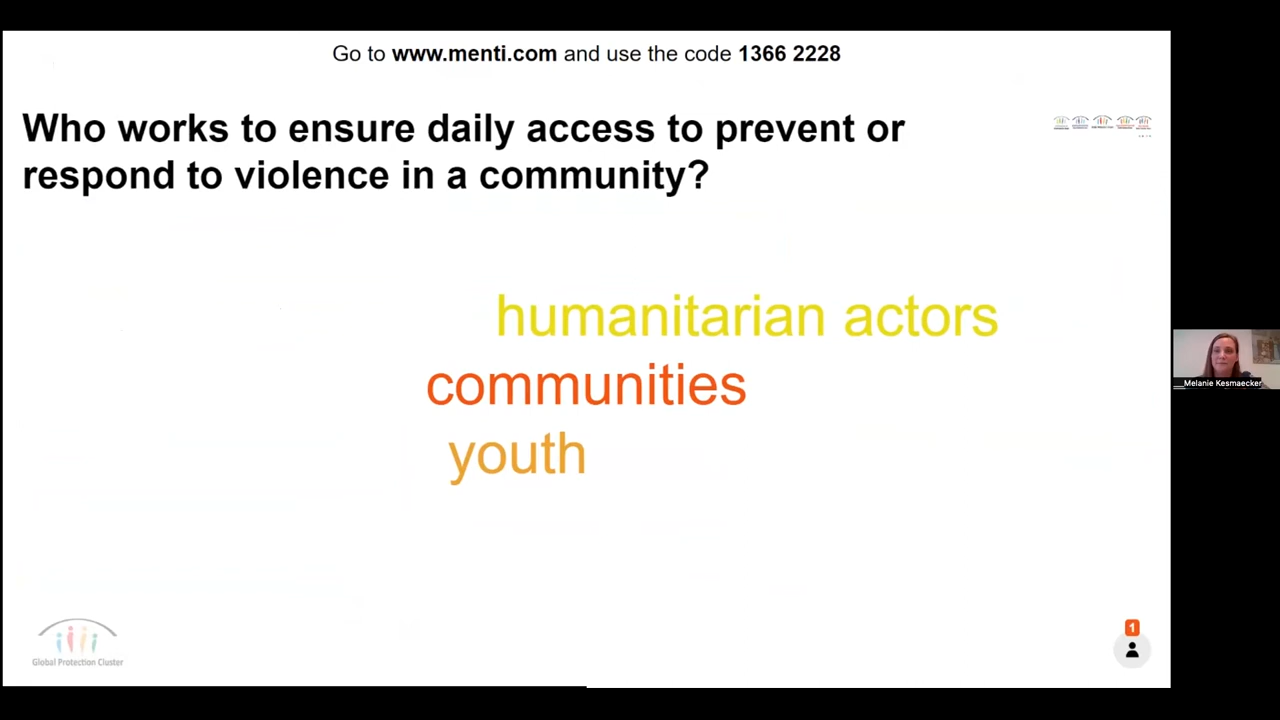 Go to www.menti.com and use the code 1366 2228
Who works to ensure daily access to prevent or
respond to violence in a community?
humanitarian actors
communities
youth
Melanie Kesmaecker
Global Protection Cluster
1